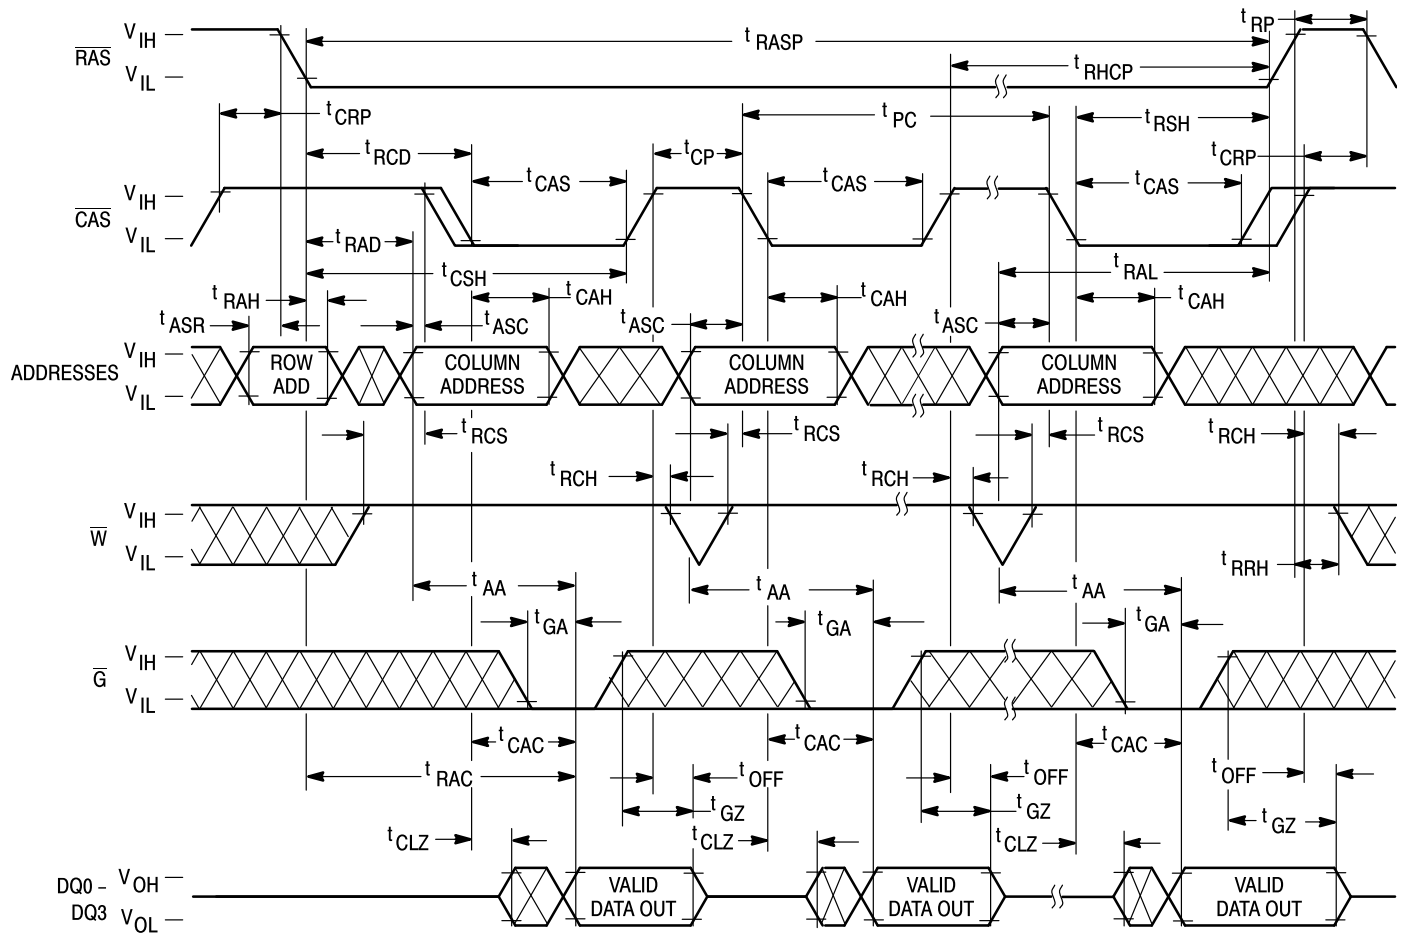 t RP
V IH
t RASP
RAS
t RHCP
V IL
t CRP
t PC
t RSH
t RCD
t CP
t CRP
t CAS
t CAS
t CAS
V IH
CAS
V IL
t RAD
t CSH
t RAL
t RAH
t CAH
t CAH
t CAH
t ASR
t ASC
t ASC
t ASC
V IH
ROW ADD
COLUMN ADDRESS
COLUMN ADDRESS
COLUMN ADDRESS
ADDRESSES
V IL
t RCS
t RCS
t RCS
t RCH
t RCH
t RCH
V IH
W
V IL
t RRH
t AA
t AA
t AA
t GA
t GA
t GA
V IH
G
V IL
t CAC
t CAC
t CAC
t RAC
t OFF
t OFF
t OFF
t GZ
t GZ
t GZ
t CLZ
t CLZ
t CLZ
V OH
DQ0 –
DQ3
VALID DATA OUT
VALID DATA OUT
VALID DATA OUT
V OL